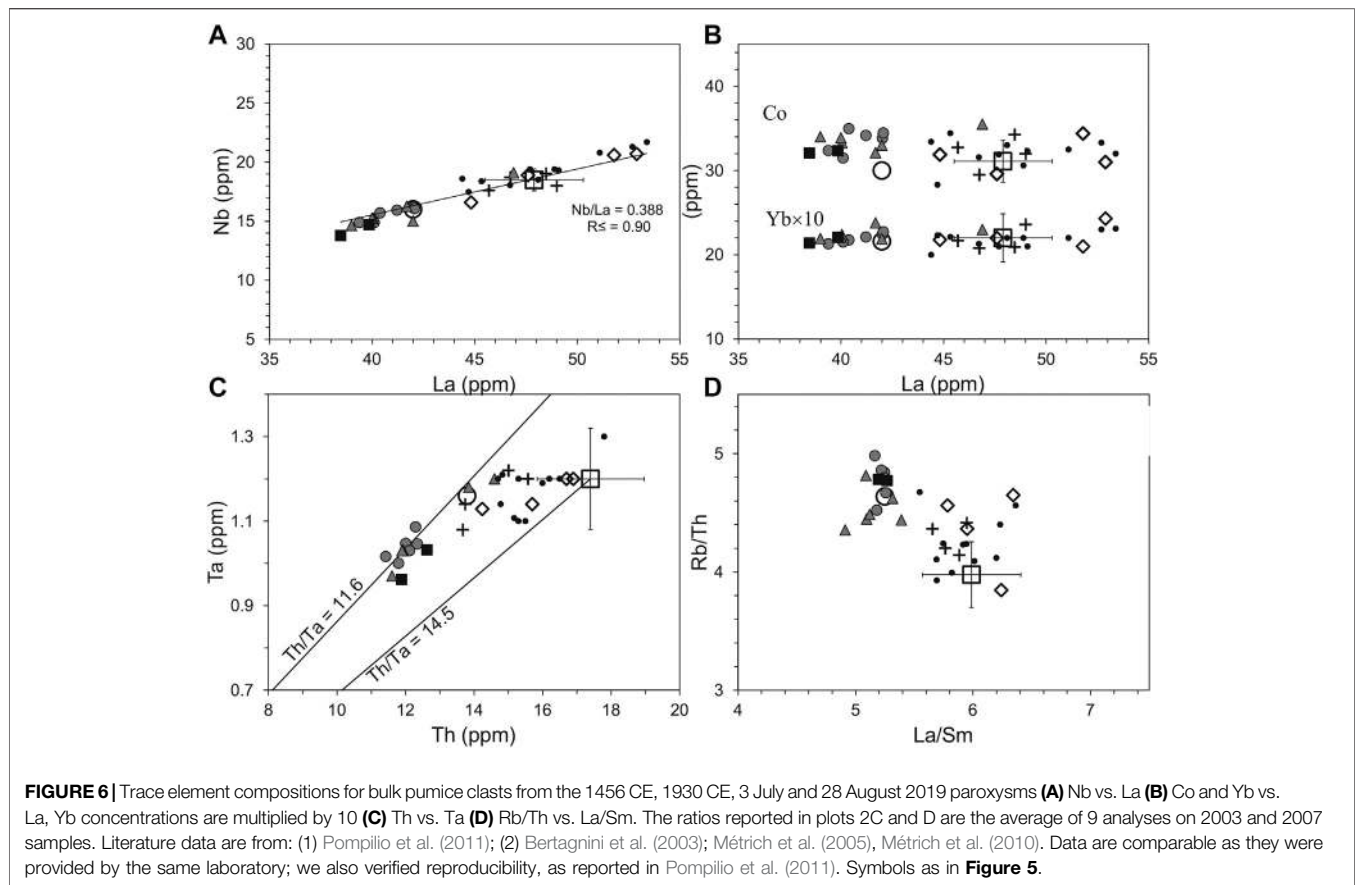 A
B
30
25
20
15
10
5
Nb (ppm)
Nb/La = 0.388
R≤ = 0.90
35 40 45 50 55
La (ppm)
40
30
20
10
(ppm)
Co
Yb×10
35 40 45 50 55
La (ppm)
C
D
1.3
1.1
0.9
0.7
Ta (ppm)
Th/Ta = 11.6
Th/Ta = 14.5
8 10 12 14 16 18 20
Th (ppm)
5
4
3
Rb/Th
4 5 6 7
La/Sm
FIGURE 6 | Trace element compositions for bulk pumice clasts from the 1456 CE, 1930 CE, 3 July and 28 August 2019 paroxysms (A) Nb vs. La (B) Co and Yb vs.
La, Yb concentrations are multiplied by 10 (C) Th vs. Ta (D) Rb/Th vs. La/Sm. The ratios reported in plots 2C and D are the average of 9 analyses on 2003 and 2007
samples. Literature data are from: (1) Pompilio et al. (2011); (2) Bertagnini et al. (2003); Métrich et al. (2005), Métrich et al. (2010). Data are comparable as they were
provided by the same laboratory; we also verified reproducibility, as reported in Pompilio et al. (2011). Symbols as in Figure 5.